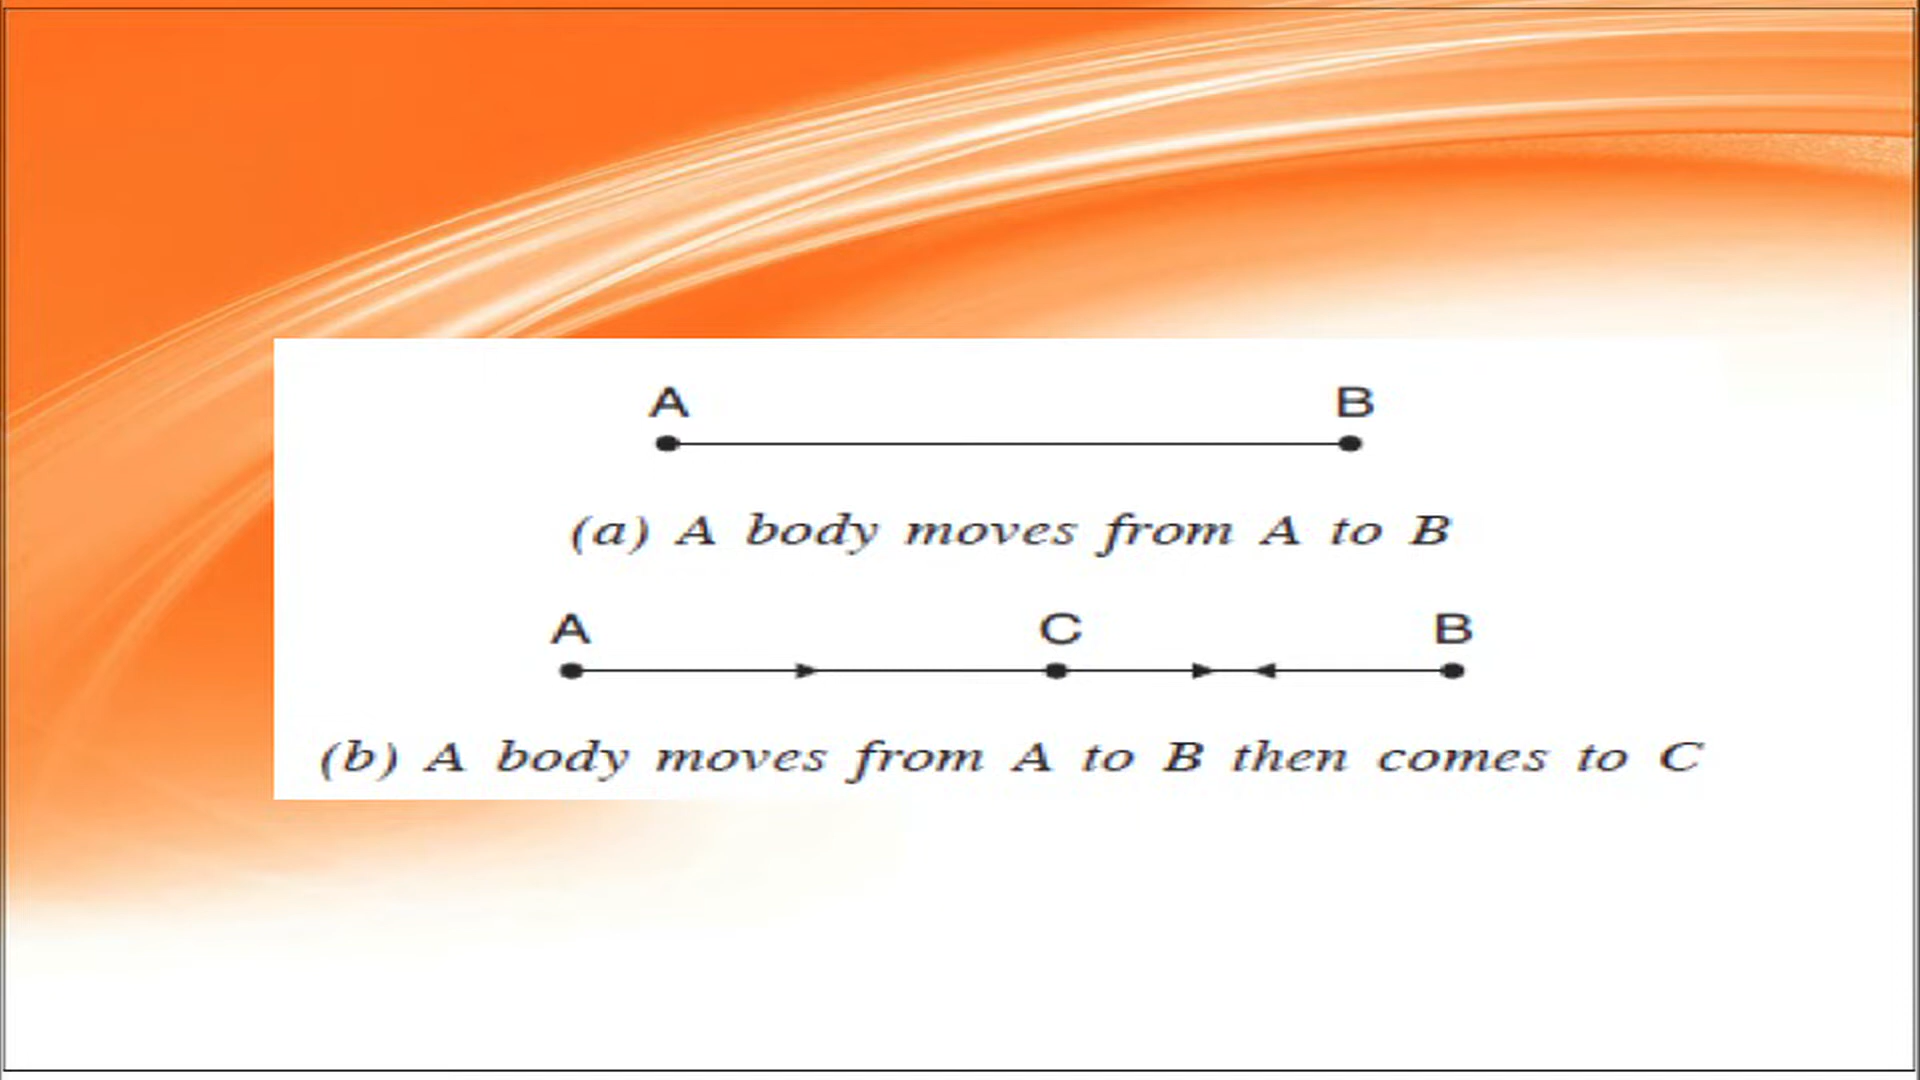 A B
(a) A body moves from A to B
A C B
(b) A body moves from A to B then comes to C